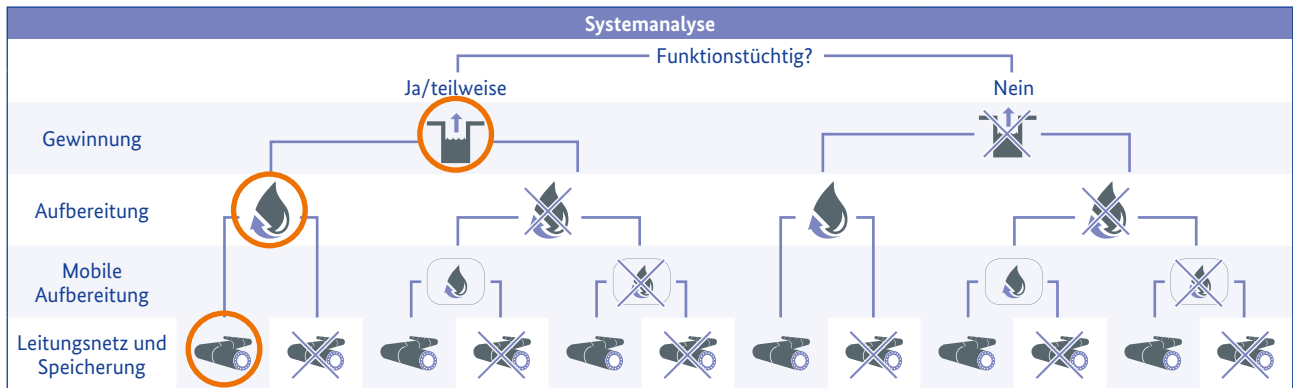 Systemanalyse
Funktionstüchtig?
Ja/teilweise
Nein
Gewinnung
Aufbereitung
Mobile
Aufbereitung
Leitungsnetz und
Speicherung